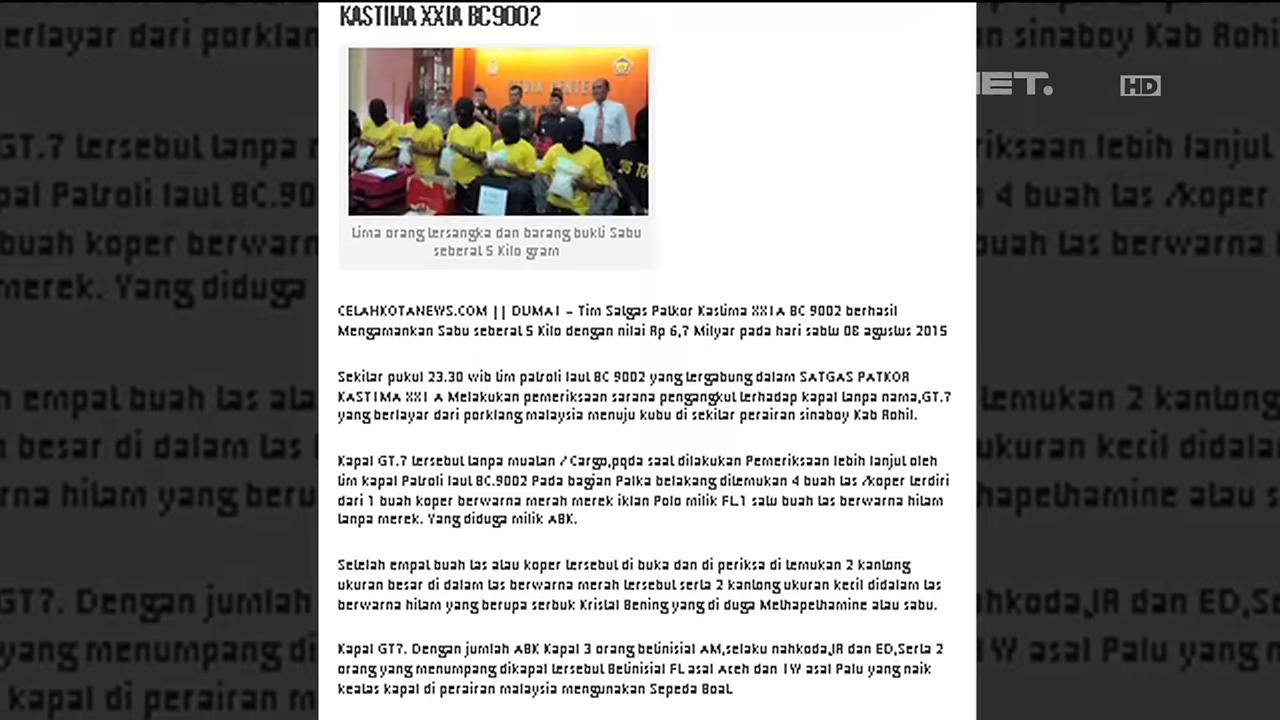 KASTIMA XXIA BC9002
NET.
HD
MEDIA CENTER
Lima orang tersangka dan barang bukti Sabu
seberat 5 Kilo gram
CELAHKOTANEWS.COM || DUMAI – Tim Satgas Patkor Kastima XXIA BC 9002 berhasil
Mengamankan Sabu seberat 5 Kilo dengan nilai Rp 6,7 Milyar pada hari sabtu 08 agustus 2015
Sekitar pukul 23.30 wib tim patroli laut BC 9002 yang tergabung dalam SATGAS PATKOR
KASTIMA XXI A Melakukan pemeriksaan sarana pengangkut terhadap kapal tanpa nama,GT.7
yang berlayar dari porklang malaysia menuju kubu di sekitar perairan sinaboy Kab Rohil.
Kapal GT.7 tersebut tanpa muatan / Cargo,pqda saat dilakukan Pemeriksaan lebih lanjut oleh
tim kapal Patroli laut BC.9002 Pada bagian Palka belakang ditemukan 4 buah tas /koper terdiri
dari 1 buah koper berwarna merah merek iklan Polo milik FL.1 satu buah tas berwarna hitam
tanpa merek. Yang diduga milik ABK.
Setelah empat buah tas atau koper tersebut di buka dan di periksa di temukan 2 kantong
ukuran besar di dalam tas berwarna merah tersebut serta 2 kantong ukuran kecil didalam tas
berwarna hitam yang berupa serbuk Kristal Bening yang di duga Methapethamine atau sabu.
Kapal GT7. Dengan jumlah ABK Kapal 3 orang betinisial AM,selaku nahkoda,IR dan ED,Serta 2
orang yang menumpang dikapal tersebut Betinisial FL asal Aceh dan IW asal Palu yang naik
keatas kapal di perairan malaysia mengunakan Sepeda Boat.